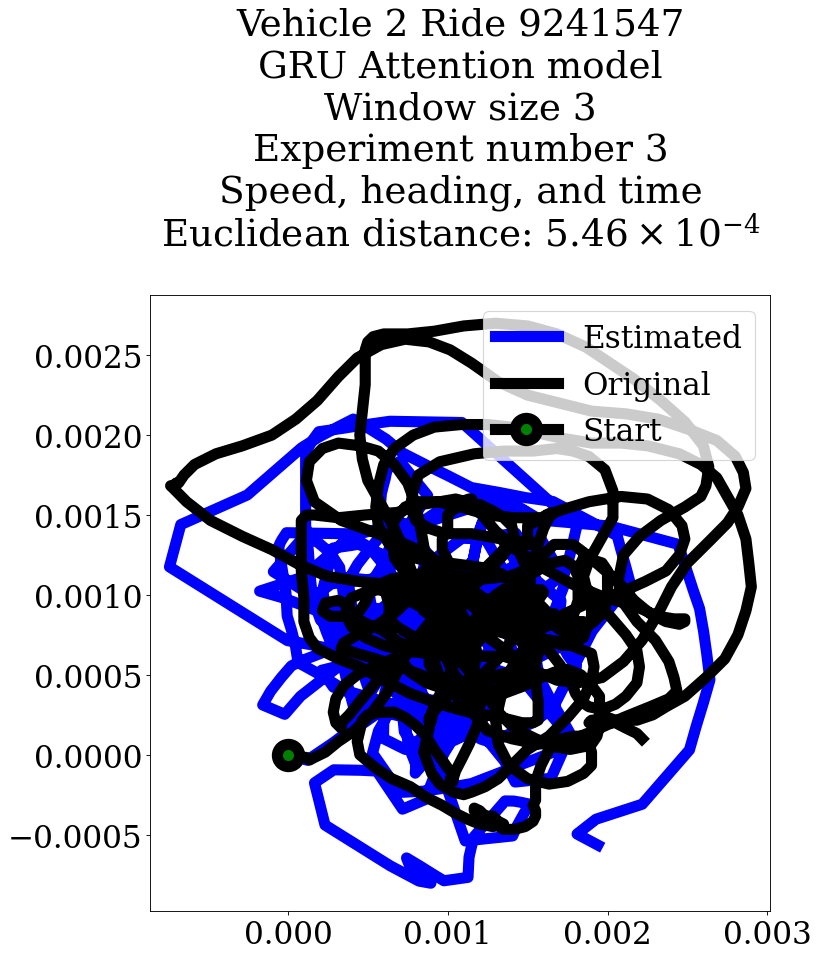 Vehicle 2 Ride 9241547
GRU Attention model
Window size 3
Experiment number 3
Speed, heading, and time
Euclidean distance: 5.46 × 10⁻⁴
Estimated
Original
Start
0.0025
0.0020
0.0015
0.0010
0.0005
0.0000
−0.0005
0.000 0.001 0.002 0.003